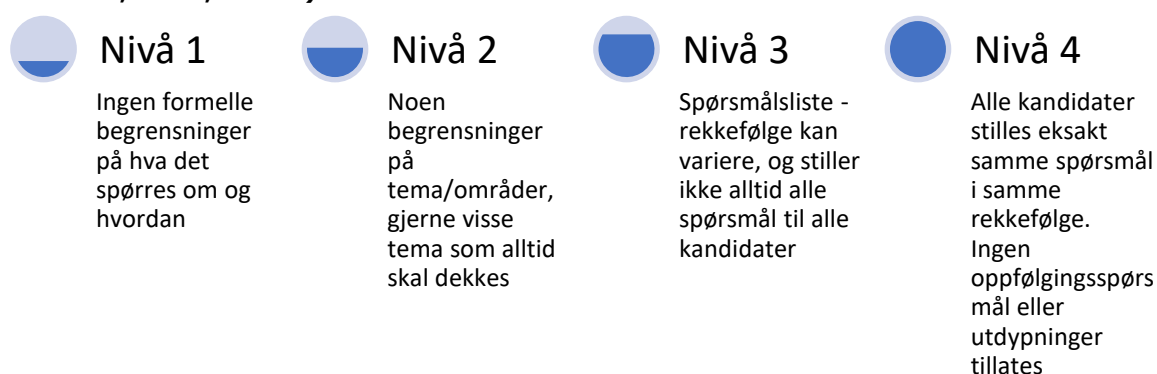 Nivå 1
Ingen formelle
begrensninger
på hva det
spørres om og
hvordan
Nivå 2
Noen
begrensninger
på
tema/områder,
gjerne visse
tema som alltid
skal dekkes
Nivå 3
Spørsmålsliste -
rekkefølge kan
variere, og stiller
ikke alltid alle
spørsmål til alle
kandidater
Nivå 4
Alle kandidater
stilles eksakt
samme spørsmål
i samme
rekkefølge.
Ingen
oppfølgingsspørs
mål eller
utdypninger
tillates